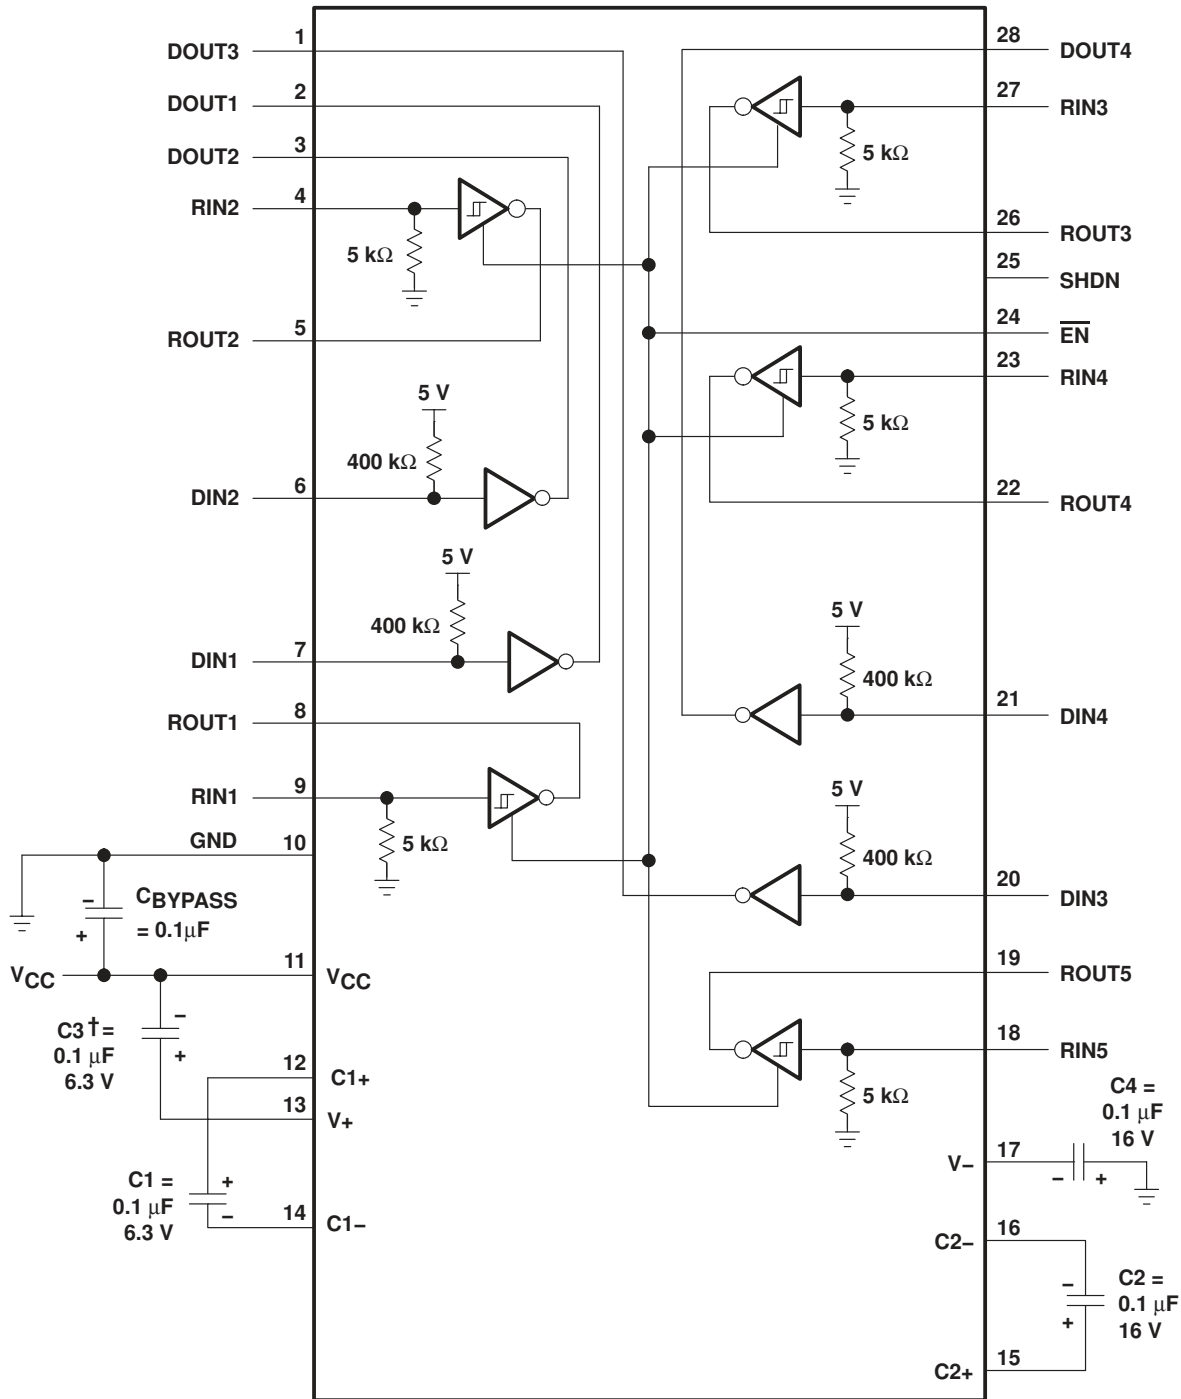 DOUT3 1
DOUT1 2
DOUT2 3
RIN2 4
5 kΩ
ROUT2 5
5 V
400 kΩ
DIN2 6
5 V
400 kΩ
DIN1 7
ROUT1 8
RIN1 9
5 kΩ
GND 10
– CBYPASS
+ = 0.1μF
VCC 11 VCC
C3† = –
0.1 μF +
6.3 V
12 C1+
13 V+
C1 = +
0.1 μF
6.3 V –
14 C1–
28 DOUT4
27 RIN3
5 kΩ
26 ROUT3
25 SHDN
24 EN
23 RIN4
5 kΩ
22 ROUT4
5 V
400 kΩ
21 DIN4
5 V
400 kΩ
20 DIN3
19 ROUT5
18 RIN5
5 kΩ
C4 =
0.1 μF
16 V
V– 17
– +
C2– 16
– C2 =
0.1 μF
+ 16 V
C2+ 15